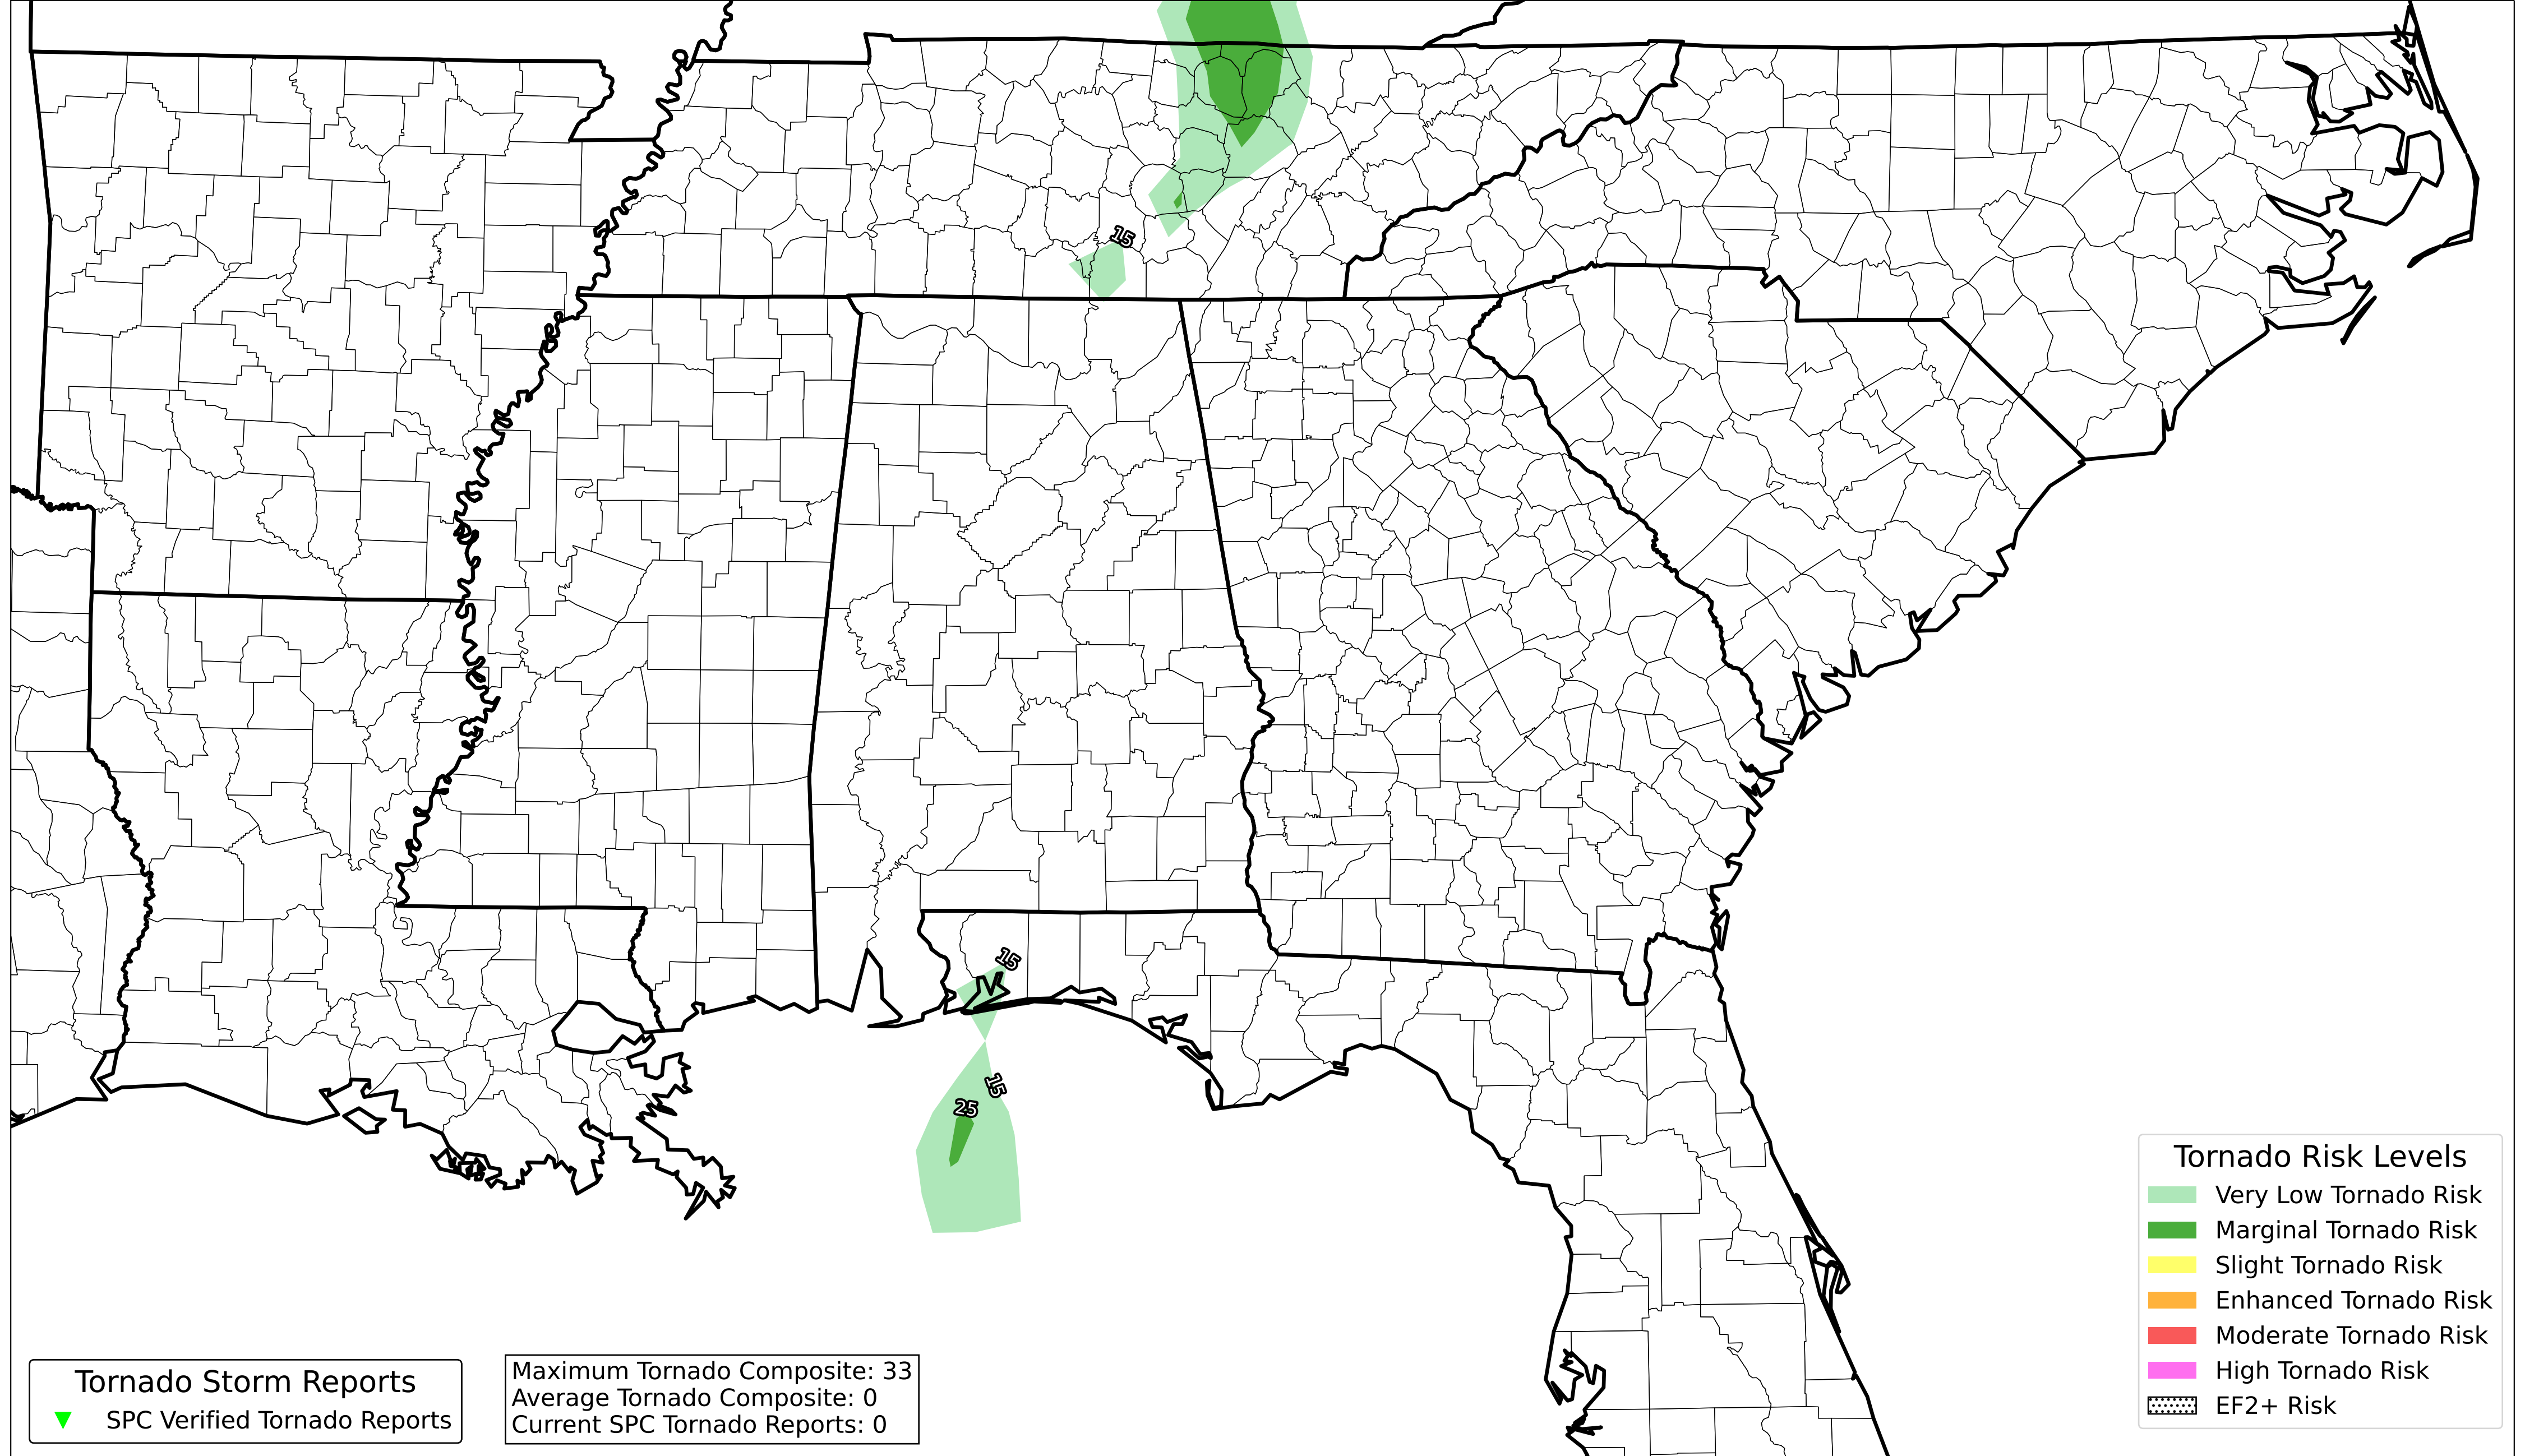 15
15
15
25
Tornado Risk Levels
Very Low Tornado Risk
Marginal Tornado Risk
Slight Tornado Risk
Enhanced Tornado Risk
Moderate Tornado Risk
High Tornado Risk
EF2+ Risk
Tornado Storm Reports
SPC Verified Tornado Reports
Maximum Tornado Composite: 33
Average Tornado Composite: 0
Current SPC Tornado Reports: 0